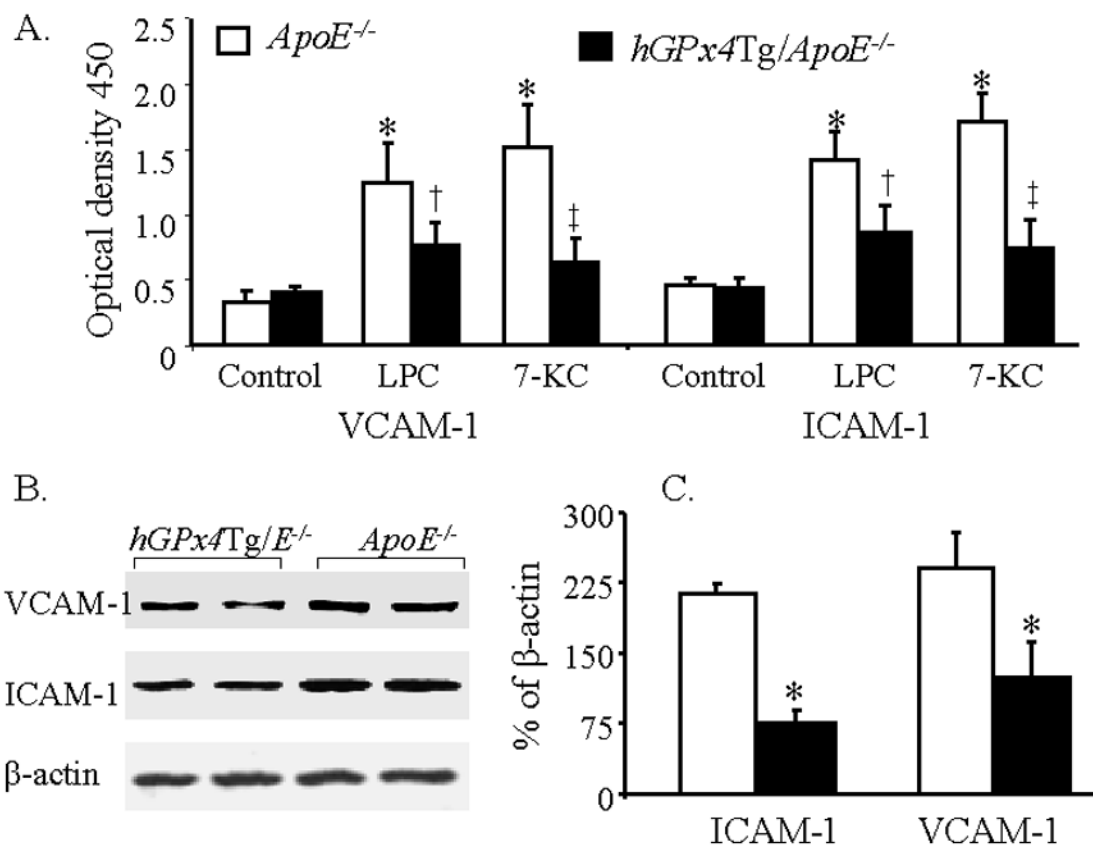 A.
Optical density 450
2.5
2.0
1.5
1.0
0.5
0
ApoE-/-
hGPx4Tg/ApoE-/-
* † * ‡ * † * ‡
Control LPC 7-KC Control LPC 7-KC
VCAM-1 ICAM-1
B.
hGPx4Tg/E-/- ApoE-/-
VCAM-1
ICAM-1
β-actin
C.
% of β-actin
300
225
150
75
0
* *
ICAM-1 VCAM-1